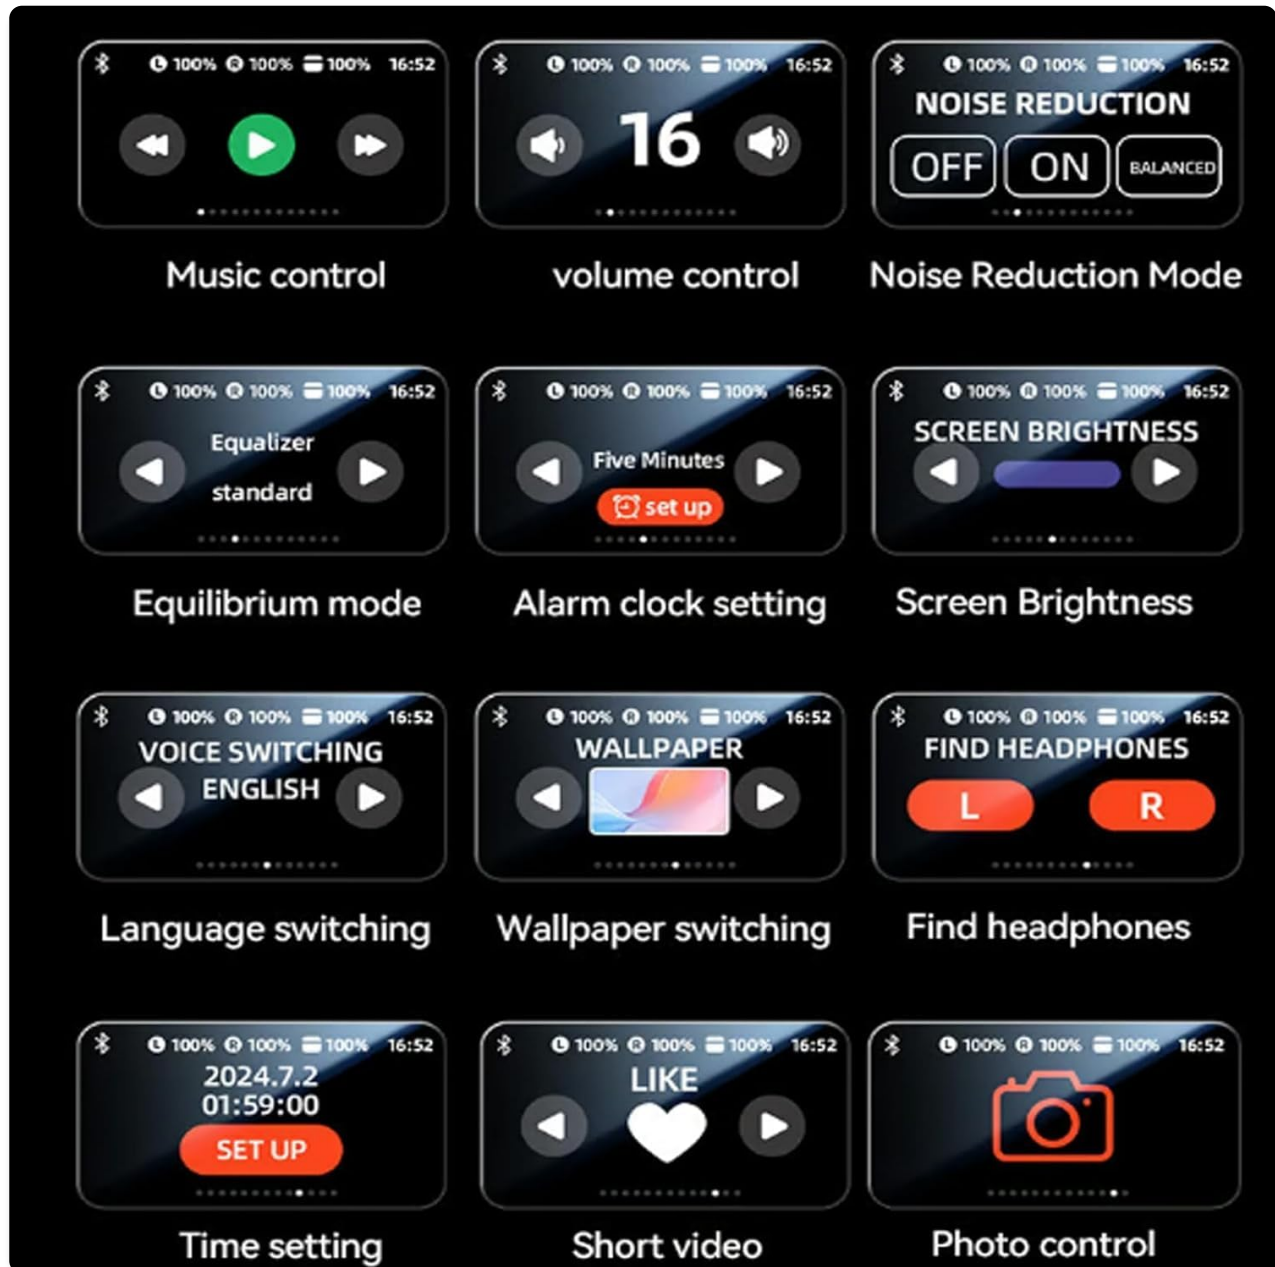 L 100% R 100% 100% 16:52
Music control
L 100% R 100% 100% 16:52
16
volume control
L 100% R 100% 100% 16:52
NOISE REDUCTION
OFF ON BALANCED
Noise Reduction Mode
L 100% R 100% 100% 16:52
Equalizer
standard
Equilibrium mode
L 100% R 100% 100% 16:52
Five Minutes
set up
Alarm clock setting
L 100% R 100% 100% 16:52
SCREEN BRIGHTNESS
Screen Brightness
L 100% R 100% 100% 16:52
VOICE SWITCHING
ENGLISH
Language switching
L 100% R 100% 100% 16:52
WALLPAPER
Wallpaper switching
L 100% R 100% 100% 16:52
FIND HEADPHONES
L R
Find headphones
L 100% R 100% 100% 16:52
2024.7.2
01:59:00
SET UP
Time setting
L 100% R 100% 100% 16:52
LIKE
Short video
L 100% R 100% 100% 16:52
Photo control